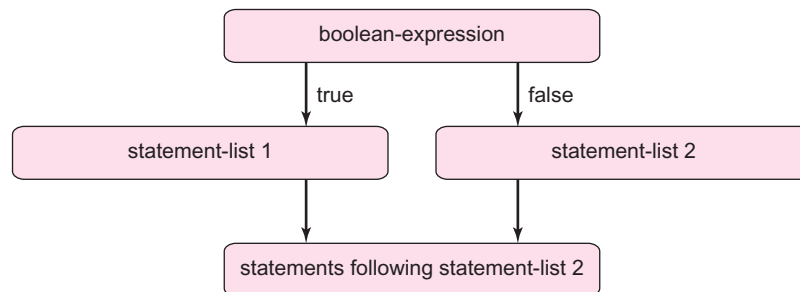 boolean-expression
true
false
statement-list 1
statement-list 2
statements following statement-list 2